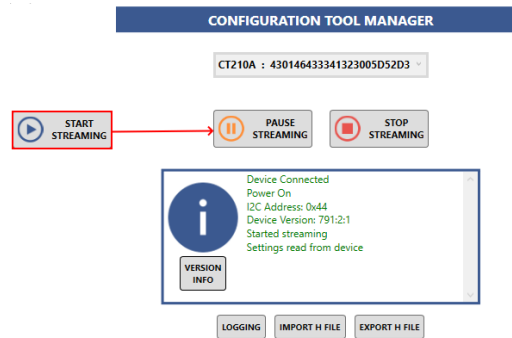 CONFIGURATION TOOL MANAGER
CT210A : 430146433341323005D52D3
START
STREAMING
PAUSE
STREAMING
STOP
STREAMING
Device Connected
Power On
I2C Address: 0x44
Device Version: 791:2:1
Started streaming
Settings read from device
VERSION
INFO
LOGGING
IMPORT H FILE
EXPORT H FILE